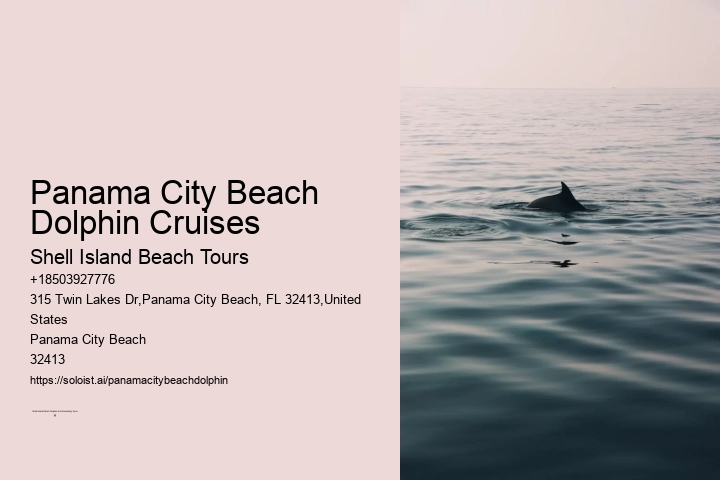 Panama City Beach
Dolphin Cruises
Shell Island Beach Tours
+18503927776
315 Twin Lakes Dr,Panama City Beach, FL 32413,United
States
Panama City Beach
32413
https://soloist.ai/panamacitybeachdolphin